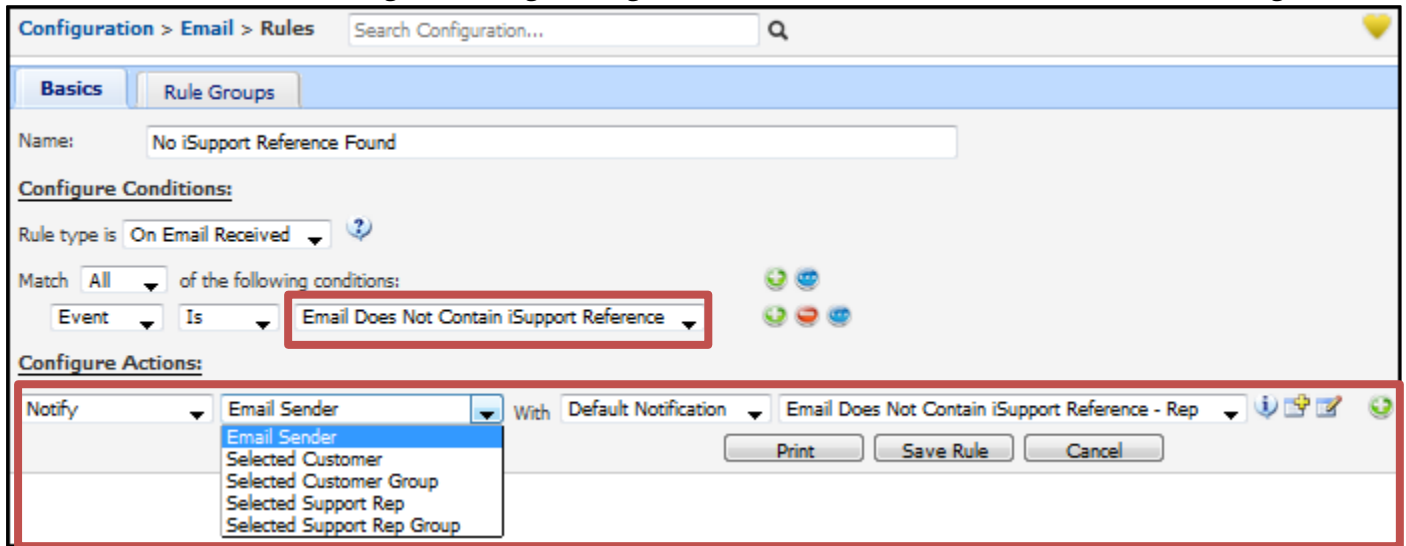 Configuration > Email > Rules Search Configuration...
Basics Rule Groups
Name: No iSupport Reference Found
Configure Conditions:
Rule type is On Email Received
Match All of the following conditions:
Event Is Email Does Not Contain iSupport Reference
Configure Actions:
Notify Email Sender With Default Notification Email Does Not Contain iSupport Reference - Rep
Email Sender
Selected Customer
Selected Customer Group
Selected Support Rep
Selected Support Rep Group
Print Save Rule Cancel